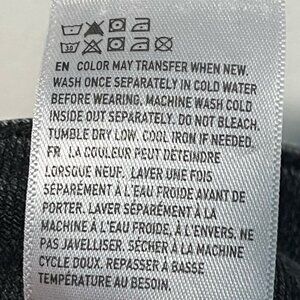 30
EN COLOR MAY TRANSFER WHEN NEW.
WASH ONCE SEPARATELY IN COLD WATER
BEFORE WEARING. MACHINE WASH COLD
INSIDE OUT SEPARATELY. DO NOT BLEACH.
TUMBLE DRY LOW. COOL IRON IF NEEDED.
FR LA COULEUR PEUT DÉTEINDRE
LORSQUE NEUF. LAVER UNE FOIS
SÉPARÉMENT À L'EAU FROIDE AVANT DE
PORTER. LAVER SÉPARÉMENT À LA
MACHINE À L'EAU FROIDE, À L'ENVERS. NE
PAS JAVELLISER. SÉCHER À LA MACHINE
CYCLE DOUX. REPASSER À BASSE
TEMPÉRATURE AU BESOIN.